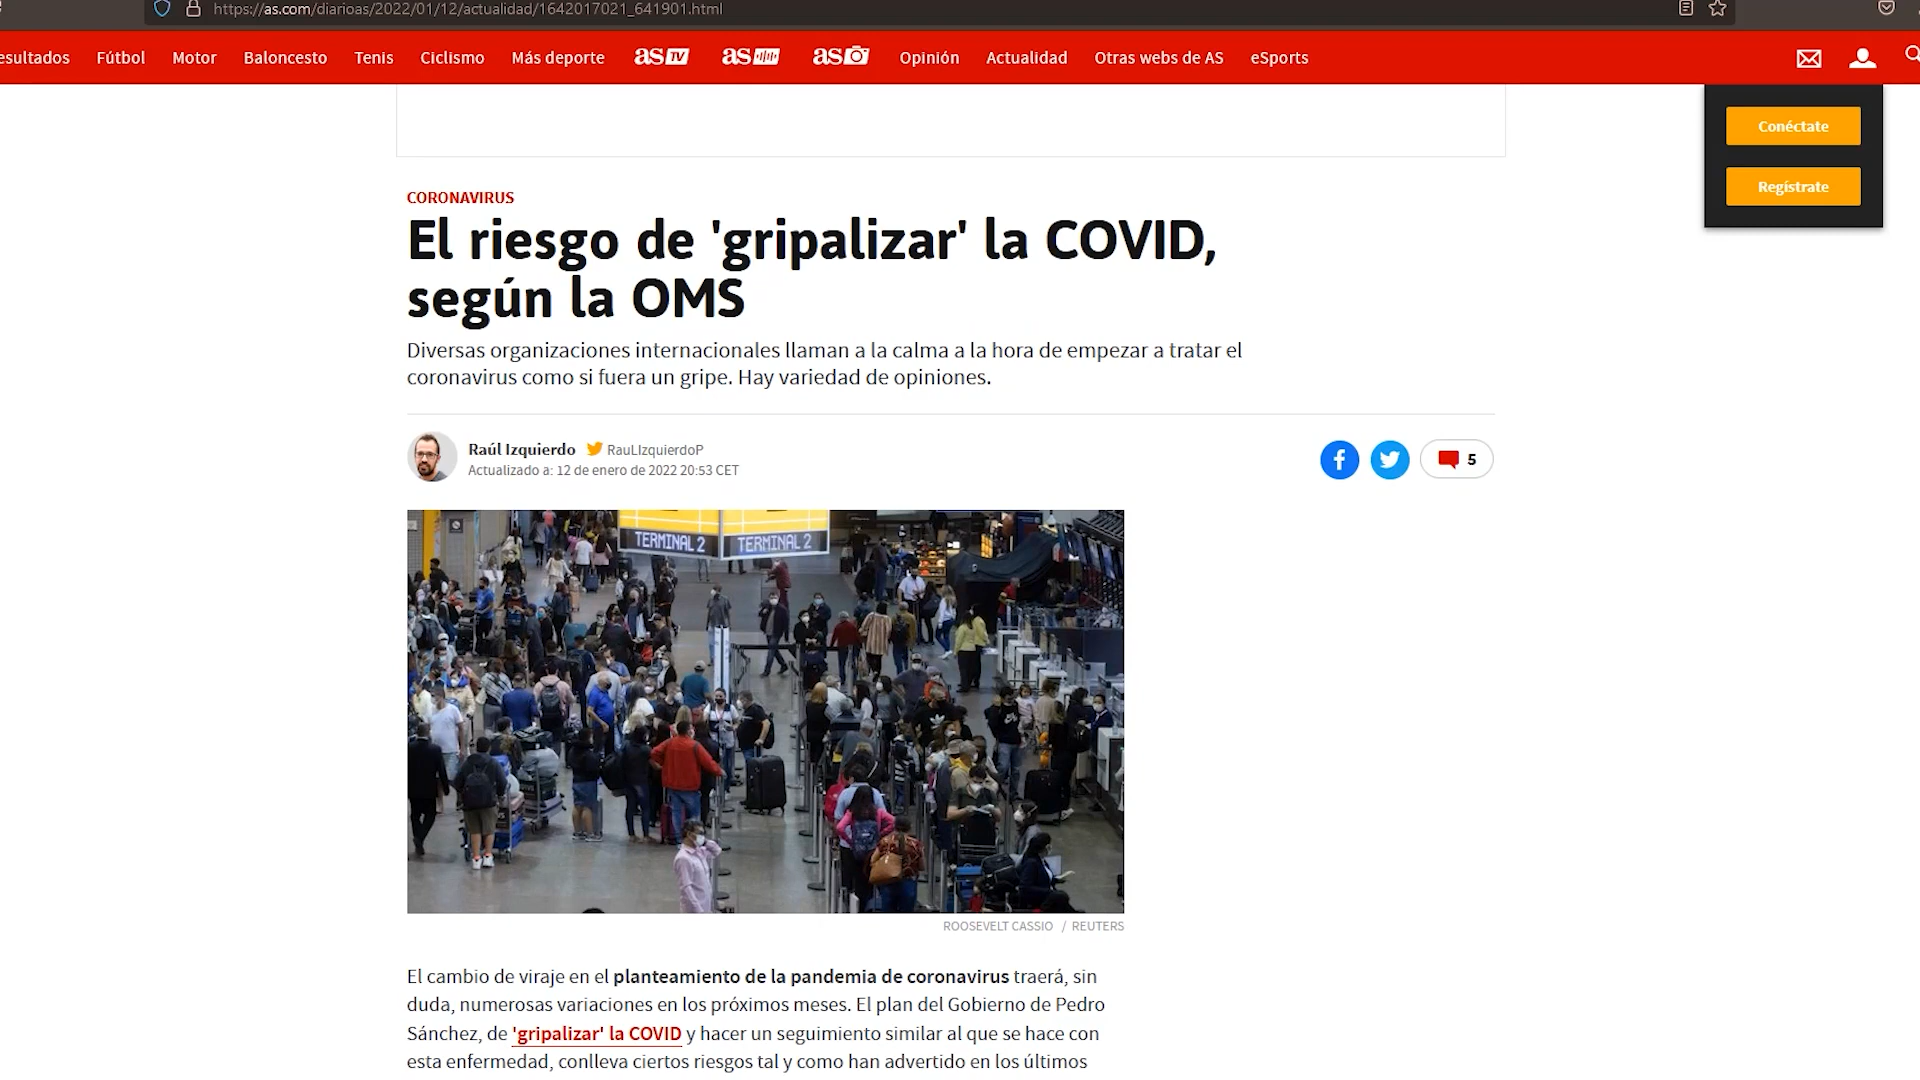 https://as.com/diarioas/2022/01/12/actualidad/1642017021_641901.html
esultados Fútbol Motor Baloncesto Tenis Ciclismo Más deporte as TV as as Opinión Actualidad Otras webs de AS eSports
Conéctate
Regístrate
CORONAVIRUS
El riesgo de 'gripalizar' la COVID,
según la OMS
Diversas organizaciones internacionales llaman a la calma a la hora de empezar a tratar el
coronavirus como si fuera un gripe. Hay variedad de opiniones.
Raúl Izquierdo RauLIzquierdoP
Actualizado a: 12 de enero de 2022 20:53 CET
5
TERMINAL 2 TERMINAL 2
ROOSEVELT CASSIO / REUTERS
El cambio de viraje en el planteamiento de la pandemia de coronavirus traerá, sin
duda, numerosas variaciones en los próximos meses. El plan del Gobierno de Pedro
Sánchez, de 'gripalizar' la COVID y hacer un seguimiento similar al que se hace con
esta enfermedad, conlleva ciertos riesgos tal y como han advertido en los últimos